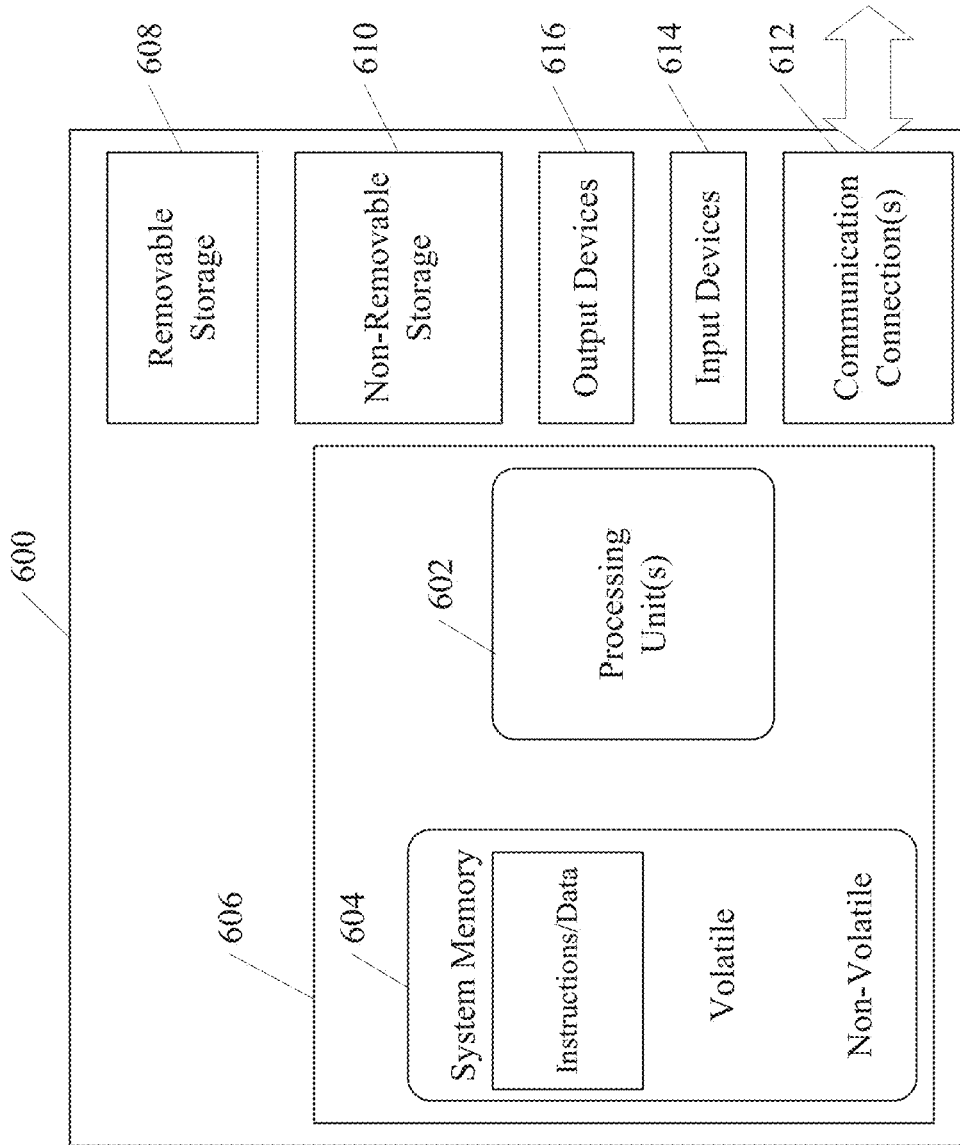 600
606
604
System Memory
Instructions/Data
Volatile
Non-Volatile
602
Processing
Unit(s)
Removable
Storage
608
Non-Removable
Storage
610
Output Devices
616
Input Devices
614
Communication
Connection(s)
612